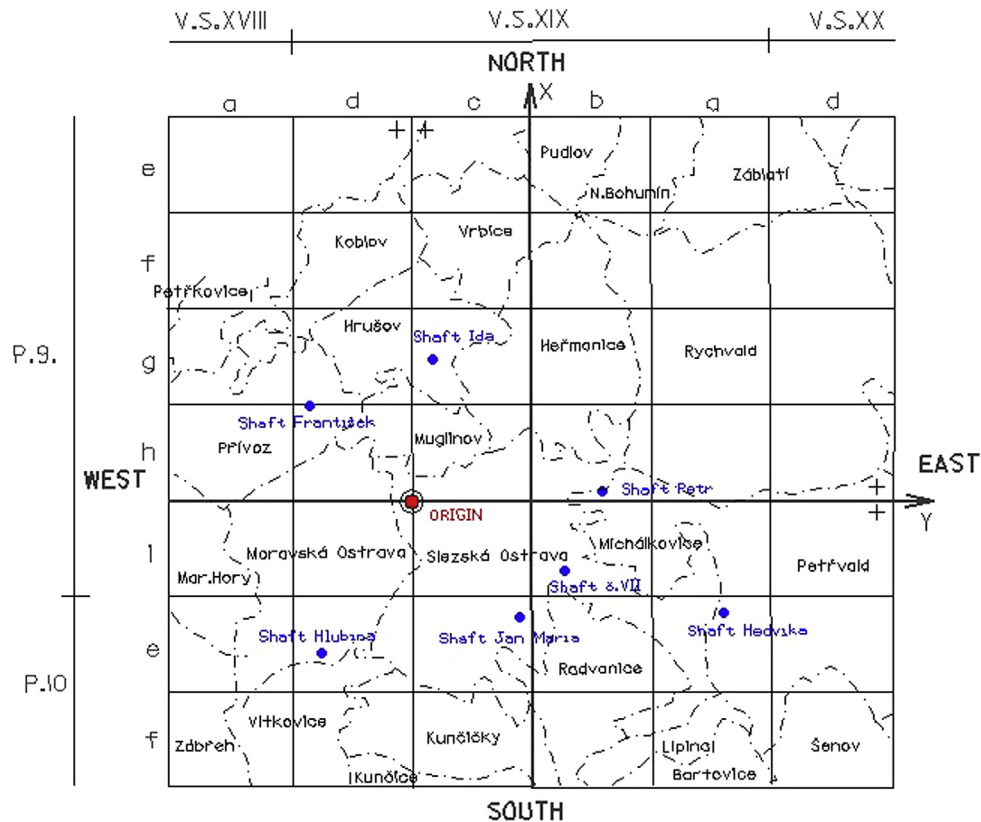 V.S.XVIII V.S.XIX V.S.XX
NORTH
X
a d c b a d
e
Pudlov
Záblatí
N.Bohumín
Koblov
Vrbice
f
Petřkovice
Hrušov
Shaft Ida
Heřmanice
Rychvald
P.9.
g
Shaft František
Muglinov
Přívoz
h
WEST
EAST
Shaft Petr
ORIGIN
Y
Michálkovice
l
Moravská Ostrava
Slezská Ostrava
Petřvald
Mar.Hory
Shaft č.VII
Shaft Hedvika
Shaft Hlubina
Shaft Jan Maria
e
Radvanice
P.10
Vítkovice
f
Zábřeh
Kunčičky
Lipina
Šenov
Kunčice
Bartovice
SOUTH